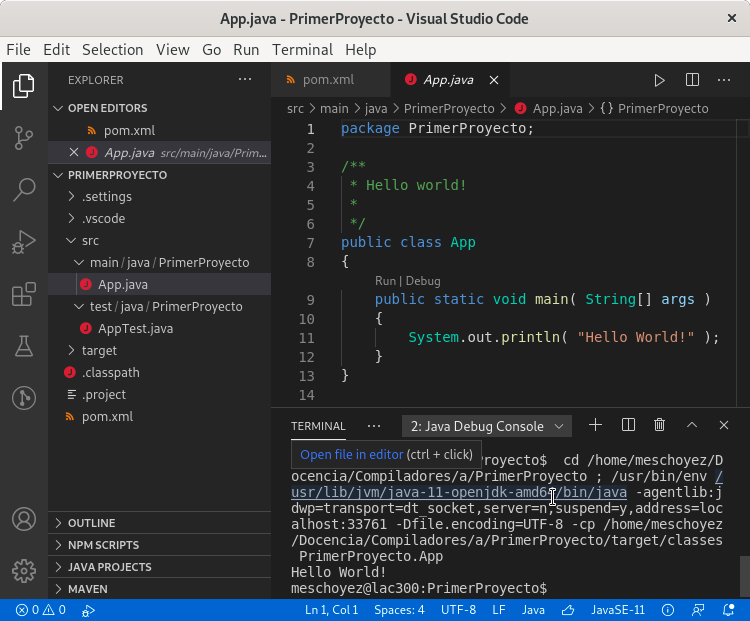 App.java - PrimerProyecto - Visual Studio Code
File Edit Selection View Go Run Terminal Help
EXPLORER
OPEN EDITORS
pom.xml
App.java src/main/java/Prim...
PRIMERPROYECTO
.settings
.vscode
src
main / java / PrimerProyecto
App.java
test / java / PrimerProyecto
AppTest.java
target
.classpath
.project
pom.xml
OUTLINE
NPM SCRIPTS
JAVA PROJECTS
MAVEN
pom.xml App.java
src > main > java > PrimerProyecto > App.java > {} PrimerProyecto
1 package PrimerProyecto;
2
3 /**
4 * Hello world!
5 *
6 */
7 public class App
8 {
Run | Debug
9 public static void main( String[] args )
10 {
11 System.out.println( "Hello World!" );
12 }
13 }
14
TERMINAL ··· 2: Java Debug Console
Open file in editor (ctrl + click)
royecto$ cd /home/meschoyez/D
ocencia/Compiladores/a/PrimerProyecto ; /usr/bin/env /
usr/lib/jvm/java-11-openjdk-amd64/bin/java -agentlib:j
dwp=transport=dt_socket,server=n,suspend=y,address=loc
alhost:33761 -Dfile.encoding=UTF-8 -cp /home/meschoyez
/Docencia/Compiladores/a/PrimerProyecto/target/classes
PrimerProyecto.App
Hello World!
meschoyez@lac300:PrimerProyecto$
0 0 Ln 1, Col 1 Spaces: 4 UTF-8 LF Java JavaSE-11